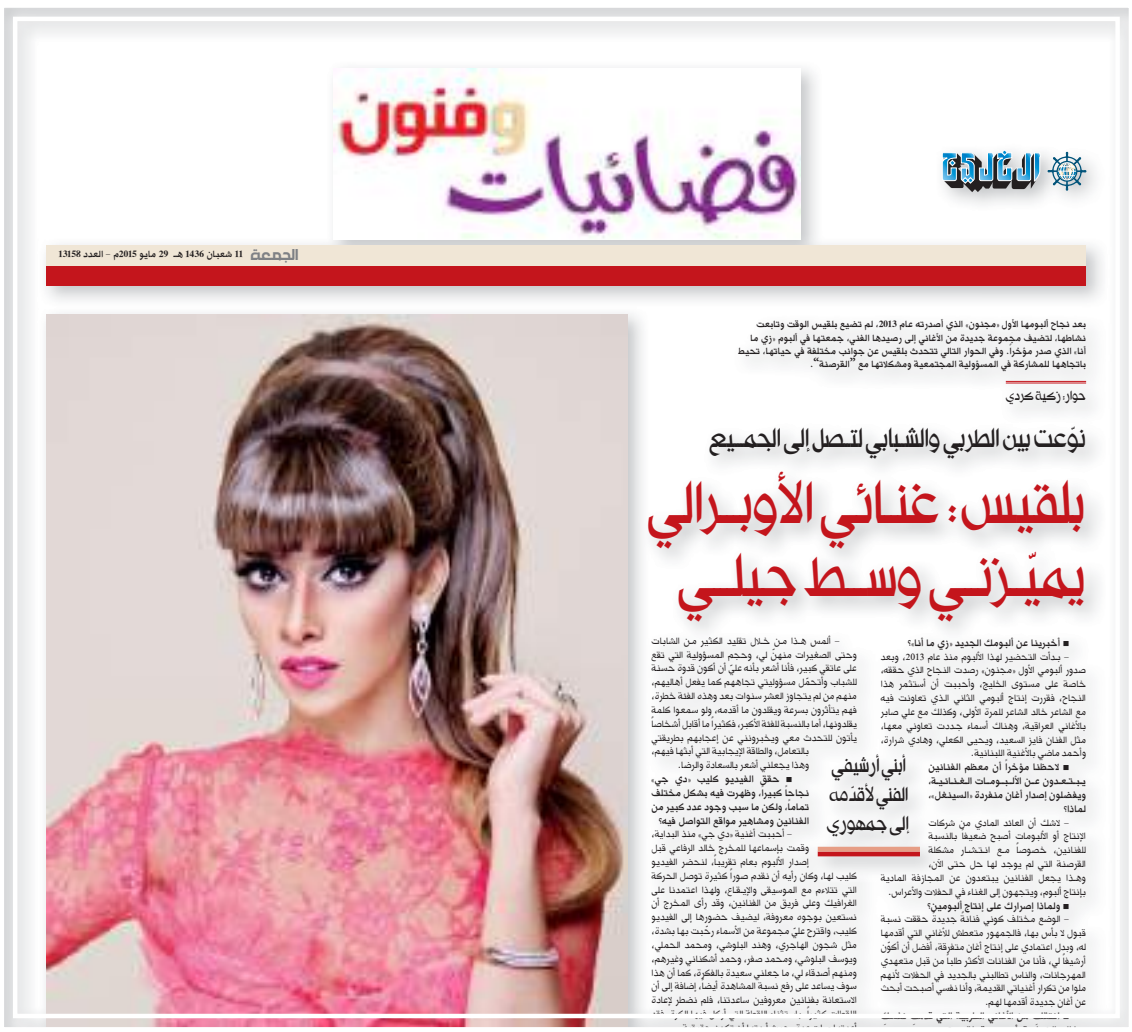 وفنون
فضائيات
الخليج
الجمعة 11 شعبان 1436 هـ 29 مايو 2015م - العدد 13158
بعد نجاح ألبومها الأول «مجنون» الذي أصدرته عام 2013، لم تضيع بلقيس الوقت وتابعت
نشاطها، لتضيف مجموعة جديدة من الأغاني إلى رصيدها الفني، جمعتها في ألبوم «زي ما
أنا» الذي صدر مؤخراً. وفي الحوار التالي تتحدث بلقيس عن جوانب مختلفة في حياتها، تحيط
باتجاهها للمشاركة في المسؤولية المجتمعية ومشكلاتها مع "القرصنة".
حوار: زكية كردي
نوّعت بين الطربي والشبابي لتصل إلى الجميع
بلقيس: غنائي الأوبرالي
يميّزني وسط جيلي
■ أخبرينا عن ألبومك الجديد «زي ما أنا»؟
- بدأت التحضير لهذا الألبوم منذ عام 2013، وبعد
صدور ألبومي الأول «مجنون» رصدت النجاح الذي حققه،
خاصة على مستوى الخليج، وأحببت أن أستثمر هذا
النجاح، فقررت إنتاج ألبومي الثاني الذي تعاونت فيه
مع الشاعر خالد الشاعر للمرة الأولى، وكذلك مع علي صابر
بالأغاني العراقية، وهناك أسماء جددت تعاوني معها،
مثل الفنان فايز السعيد، ويحيى الكعلي، وهادي شرارة،
وأحمد ماضي بالأغنية اللبنانية.
■ لاحظنا مؤخراً أن معظم الفنانين
يبتعدون عن الألبومات الغنائية،
ويفضلون إصدار أغان منفردة «السينغل»،
لماذا؟
- لاشك أن العائد المادي من شركات
الإنتاج أو الألبومات أصبح ضعيفاً بالنسبة
للفنانين، خصوصاً مع انتشار مشكلة
القرصنة التي لم يوجد لها حل حتى الآن،
وهذا يجعل الفنانين يبتعدون عن المجازفة المادية
بإنتاج ألبوم، ويتجهون إلى الغناء في الحفلات والأعراس.
■ ولماذا إصرارك على إنتاج ألبومين؟
- الوضع مختلف كوني فنانة جديدة حققت نسبة
قبول لا بأس بها، فالجمهور متعطش للأغاني التي أقدمها
له، وبدل اعتمادي على إنتاج أغان متفرقة، أفضل أن أكوّن
أرشيفاً لي، فأنا من الفنانات الأكثر طلباً من قبل متعهدي
المهرجانات، والناس تطالبني بالجديد في الحفلات لأنهم
ملوا من تكرار أغنياتي القديمة، وأنا نفسي أصبحت أبحث
عن أغان جديدة أقدمها لهم.
أبني أرشيفي
الفني لأقدّمه
إلى جمهوري
- ألمس هذا من خلال تقليد الكثير من الشابات
وحتى الصغيرات منهنّ لي، وحجم المسؤولية التي تقع
على عاتقي كبير، فأنا أشعر بأنه عليّ أن أكون قدوة حسنة
للشباب وأتحمّل مسؤوليتي تجاههم كما يفعل أهاليهم،
منهم من لم يتجاوز العشر سنوات بعد وهذه الفئة خطرة،
فهم يتأثرون بسرعة ويقلدون ما أقدمه، ولو سمعوا كلمة
يقلدونها، أما بالنسبة للفئة الأكبر، فكثيراً ما أقابل أشخاصاً
يأتون للتحدث معي ويخبرونني عن إعجابهم بطريقتي
بالتعامل، والطاقة الإيجابية التي أبثها فيهم،
وهذا يجعلني أشعر بالسعادة والرضا.
■ حقق الفيديو كليب «دي جي»
نجاحاً كبيراً، وظهرت فيه بشكل مختلف
تماماً، ولكن ما سبب وجود عدد كبير من
الفنانين ومشاهير مواقع التواصل فيه؟
- أحببت أغنية «دي جي» منذ البداية،
وقمت بإسماعها للمخرج خالد الرفاعي قبل
إصدار الألبوم بعام تقريباً، لنحضر الفيديو
كليب لها، وكان رأيه أن نقدم صوراً كثيرة توصل الحركة
التي تتلاءم مع الموسيقى والإيقاع، ولهذا اعتمدنا على
الغرافيك وعلى فريق من الفنانين، وقد رأى المخرج أن
نستعين بوجوه معروفة، ليضيف حضورها إلى الفيديو
كليب، واقترح عليّ مجموعة من الأسماء رحّبت بها بشدة،
مثل شجون الهاجري، وهند البلوشي، ومحمد الحملي،
ويوسف البلوشي، ومحمد صفر، وحمد أشكناني وغيرهم،
ومنهم أصدقاء لي، ما جعلني سعيدة بالفكرة، كما أن هذا
سوف يساعد على رفع نسبة المشاهدة أيضاً، إضافة إلى أن
الاستعانة بفنانين معروفين ساعدتنا، فلم نضطر لإعادة